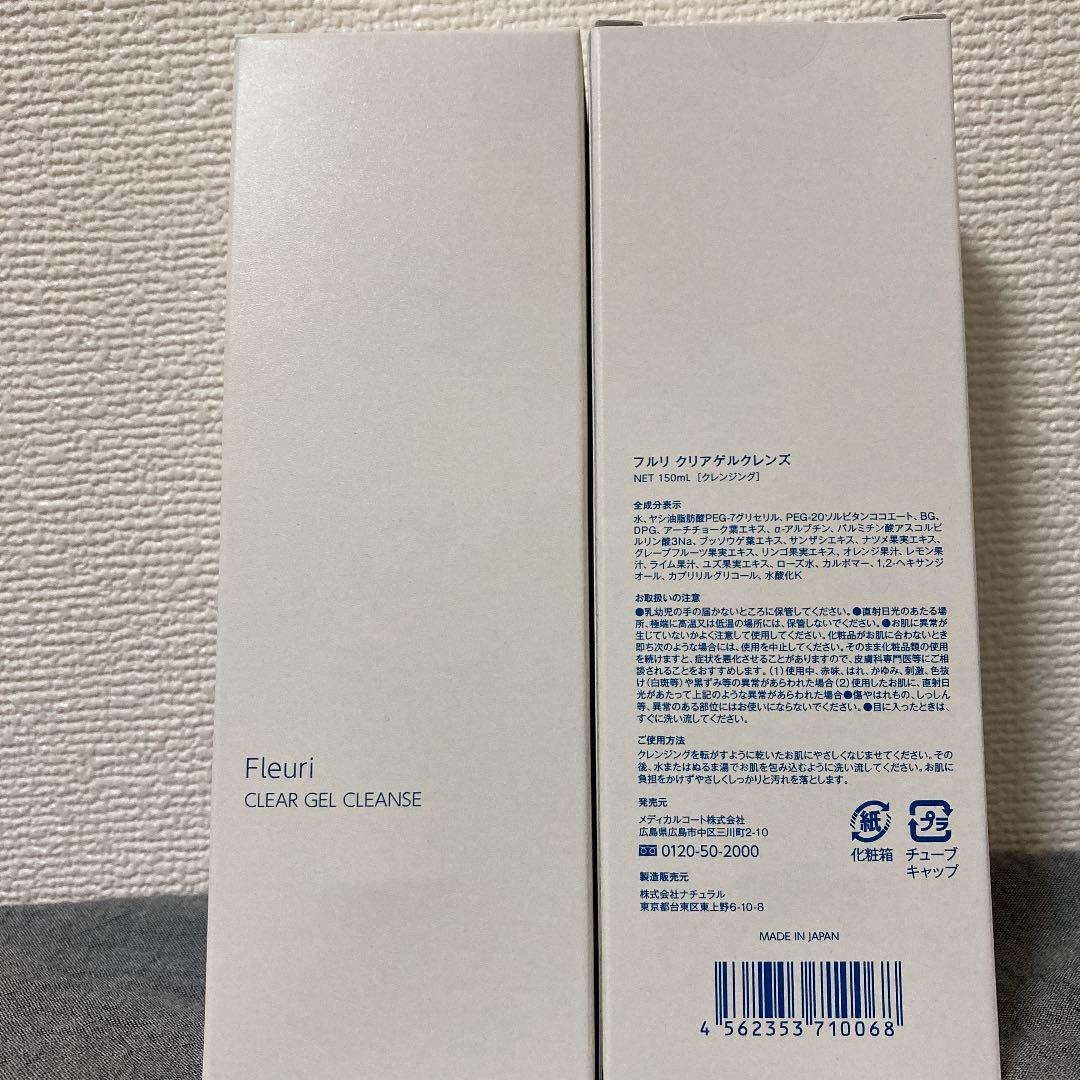 Fleuri
CLEAR GEL CLEANSE
フルリ クリアゲルクレンズ
NET 150mL [クレンジング]
全成分表示
水、ヤシ油脂肪酸PEG-7グリセリル、PEG-20ソルビタンココエート、BG、
DPG、アーチチョーク葉エキス、α-アルブチン、パルミチン酸アスコルビ
ルリン酸3Na、ブッソウゲ葉エキス、サンザシエキス、ナツメ果実エキス、
グレープフルーツ果実エキス、リンゴ果実エキス、オレンジ果汁、レモン果
汁、ライム果汁、ユズ果実エキス、ローズ水、カルボマー、1,2-ヘキサンジ
オール、カプリリルグリコール、水酸化K
お取扱いの注意
●乳幼児の手の届かないところに保管してください。●直射日光のあたる場
所、極端に高温又は低温の場所には、保管しないでください。●お肌に異常が
生じていないかよく注意して使用してください。化粧品がお肌に合わないとき
即ち次のような場合には、使用を中止してください。そのまま化粧品類の使用
を続けますと、症状を悪化させることがありますので、皮膚科専門医等にご相
談されることをおすすめします。(1)使用中、赤味、はれ、かゆみ、刺激、色抜
け(白斑等)や黒ずみ等の異常があらわれた場合(2)使用したお肌に、直射日
光があたって上記のような異常があらわれた場合●傷やはれもの、しっしん
等、異常のある部位にはお使いにならないでください。●目に入ったときは、
すぐに洗い流してください。
ご使用方法
クレンジングを転がすように乾いたお肌にやさしくなじませてください。その
後、水またはぬるま湯でお肌を包み込むように洗い流してください。お肌に
負担をかけずやさしくしっかりと汚れを落とします。
発売元
メディカルコート株式会社
広島県広島市中区三川町2-10
0120-50-2000
紙
化粧箱
プラ
チューブ
キャップ
製造販売元
株式会社ナチュラル
東京都台東区東上野6-10-8
MADE IN JAPAN
4 562353 710068